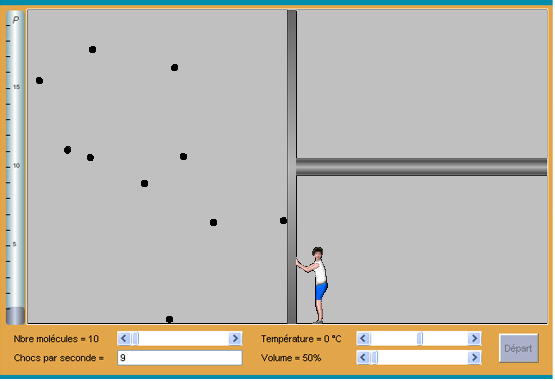 P
15
10
5
Nbre molécules = 10
Température = 0 °C
Départ
Chocs par seconde =
9
Volume = 50%